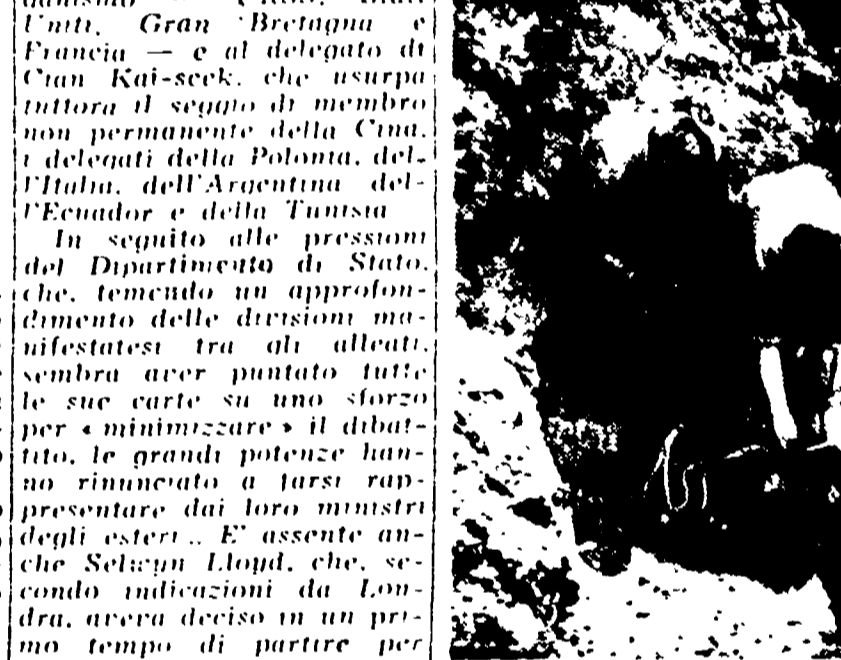 Uniti, Gran Bretagna e
Francia — e al delegato di
Cian Kai-seek, che usurpa
tuttora il seggio di membro
non permanente della Cina,
i delegati della Polonia, del-
l'Italia, dell'Argentina del-
l'Ecuador e della Tunisia
In seguito alle pressioni
del Dipartimento di Stato,
che, temendo un approfon-
dimento delle divisioni ma-
nifestatesi tra gli alleati,
sembra aver puntato tutte
le sue carte su uno sforzo
per « minimizzare » il dibat-
tito, le grandi potenze han-
no rinunciato a farsi rap-
presentare dai loro ministri
degli esteri .. E' assente an-
che Selwyn Lloyd, che, se-
condo indicazioni da Lon-
dra, aveva deciso in un pri-
mo tempo di partire per